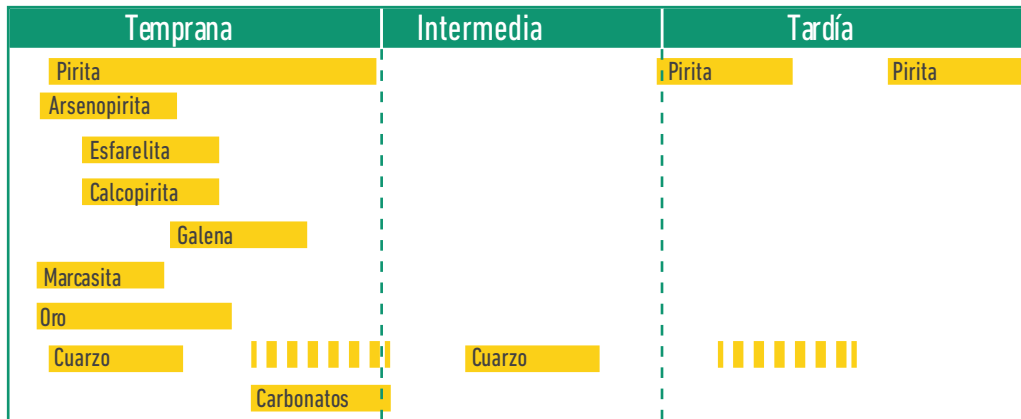 Temprana Intermedia Tardía
Pirita Pirita Pirita
Arsenopirita
Esfarelita
Calcopirita
Galena
Marcasita
Oro
Cuarzo Cuarzo
Carbonatos